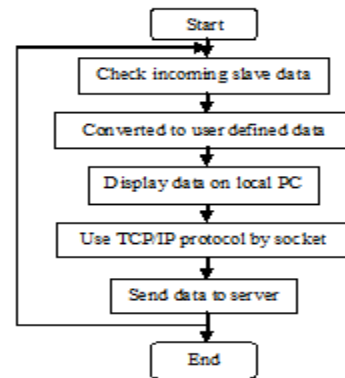 Start
Check incoming slave data
Converted to user defined data
Display data on local PC
Use TCP/IP protocol by socket
Send data to server
End